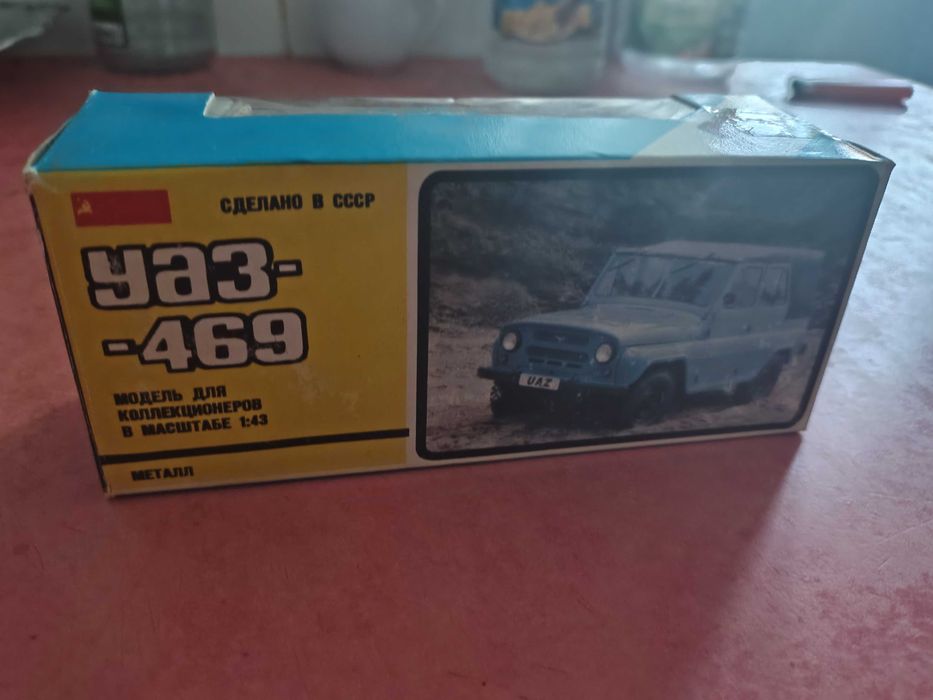 СДЕЛАНО В СССР
УАЗ-
-469
МОДЕЛЬ ДЛЯ
КОЛЛЕКЦИОНЕРОВ
В МАСШТАБЕ 1:43
МЕТАЛЛ
UAZ